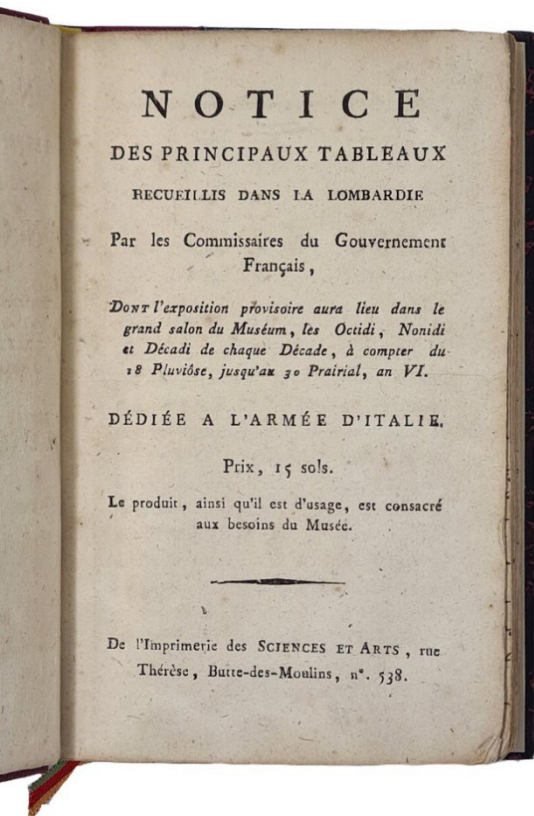 NOTICE
DES PRINCIPAUX TABLEAUX
RECUEILLIS DANS LA LOMBARDIE
Par les Commissaires du Gouvernement
Français,
DONT l'exposition provisoire aura lieu dans le
grand salon du Muséum, les Octidi, Nonidi
et Décadi de chaque Décade, à compter du
18 Pluviôse, jusqu'au 30 Prairial, an VI.
DÉDIÉE A L'ARMÉE D'ITALIE.
Prix, 15 sols.
Le produit, ainsi qu'il est d'usage, est consacré
aux besoins du Musée.
De l'Imprimerie des SCIENCES ET ARTS, rue
Thérèse, Butte-des-Moulins, n°. 538.